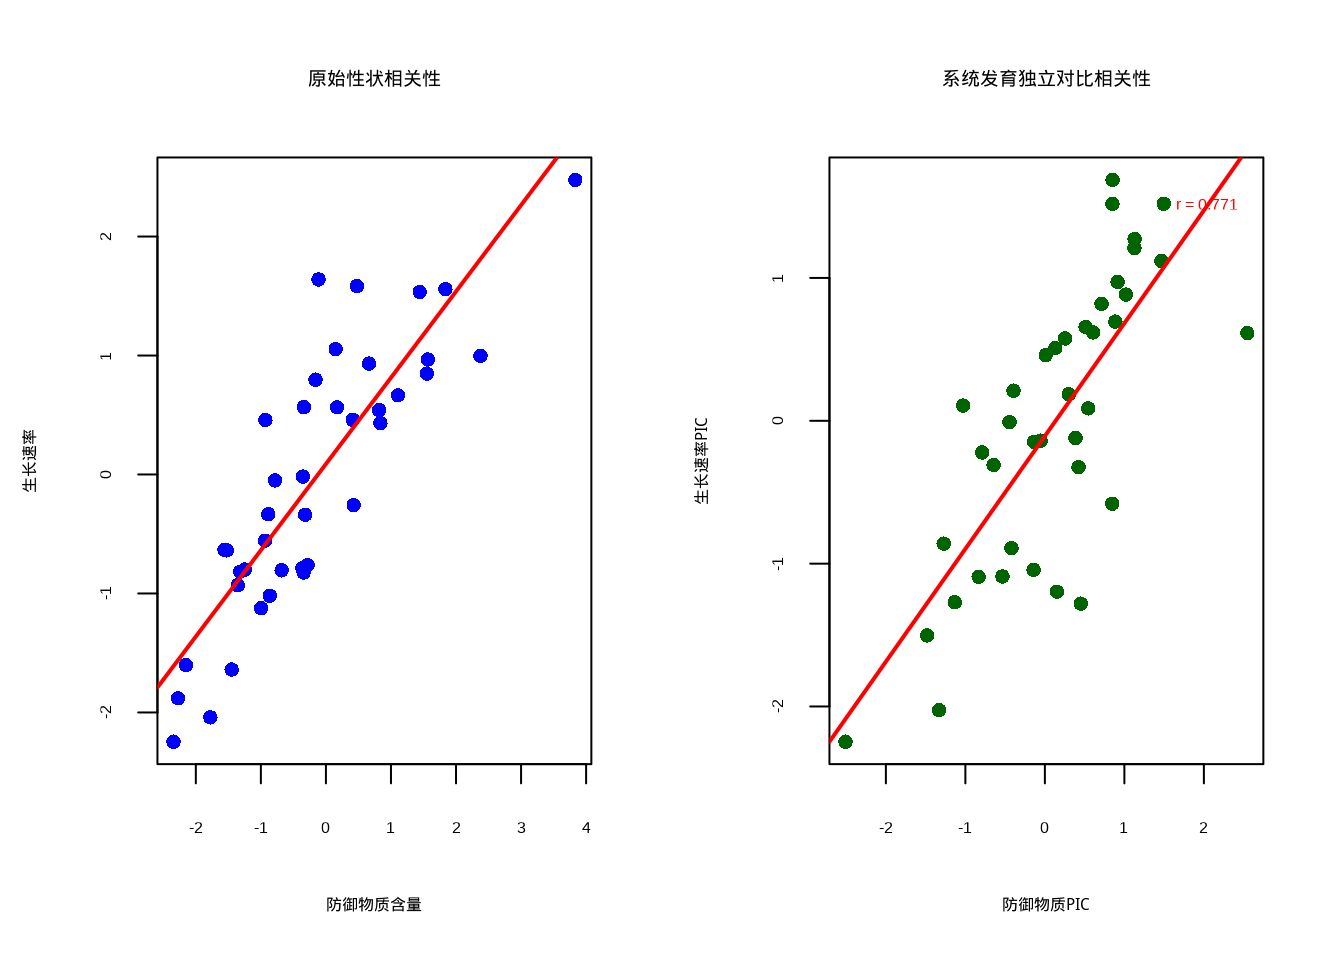 原始性状相关性
生长速率
2
1
0
-1
-2
-2 -1 0 1 2 3 4
防御物质含量
系统发育独立对比相关性
生长速率PIC
1
0
-1
-2
r = 0.771
-2 -1 0 1 2
防御物质PIC